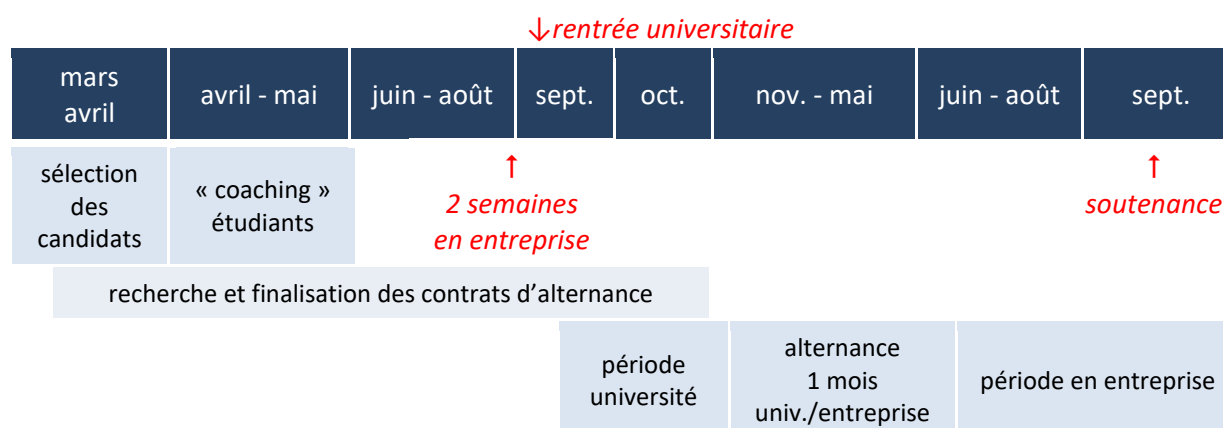 ↓rentrée universitaire
mars
avril
avril - mai
juin - août
sept.
oct.
nov. - mai
juin - août
sept.
sélection
des
candidats
« coaching »
étudiants
↑
2 semaines
en entreprise
↑
soutenance
recherche et finalisation des contrats d’alternance
période
université
alternance
1 mois
univ./entreprise
période en entreprise